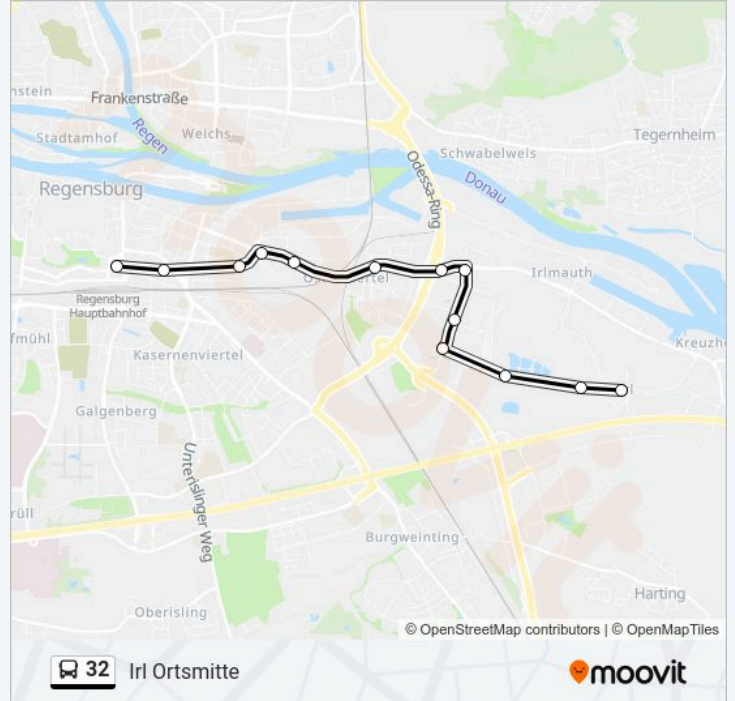 nstein
Frankenstraße
Stadtamhof
Regen
Weichs
Tegernheim
Schwabelweis
Odessa-Ring
Donau
Regensburg
Irlmauth
Regensburg
Hauptbahnhof
fmühl
Kasernenviertel
Kreuzh
Galgenberg
Unterislinger Weg
rüll
Burgweinting
Harting
Oberisling
© OpenStreetMap contributors | © OpenMapTiles
32 Irl Ortsmitte
moovit